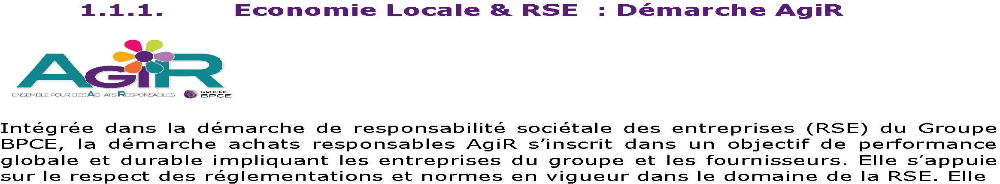 1.1.1. Economie Locale & RSE : Démarche AgiR
AGIR
ENSEMBLE POUR DES ACHATS RESPONSABLES GROUPE BPCE
Intégrée dans la démarche de responsabilité sociétale des entreprises (RSE) du Groupe
BPCE, la démarche achats responsables AgiR s’inscrit dans un objectif de performance
globale et durable impliquant les entreprises du groupe et les fournisseurs. Elle s’appuie
sur le respect des réglementations et normes en vigueur dans le domaine de la RSE. Elle